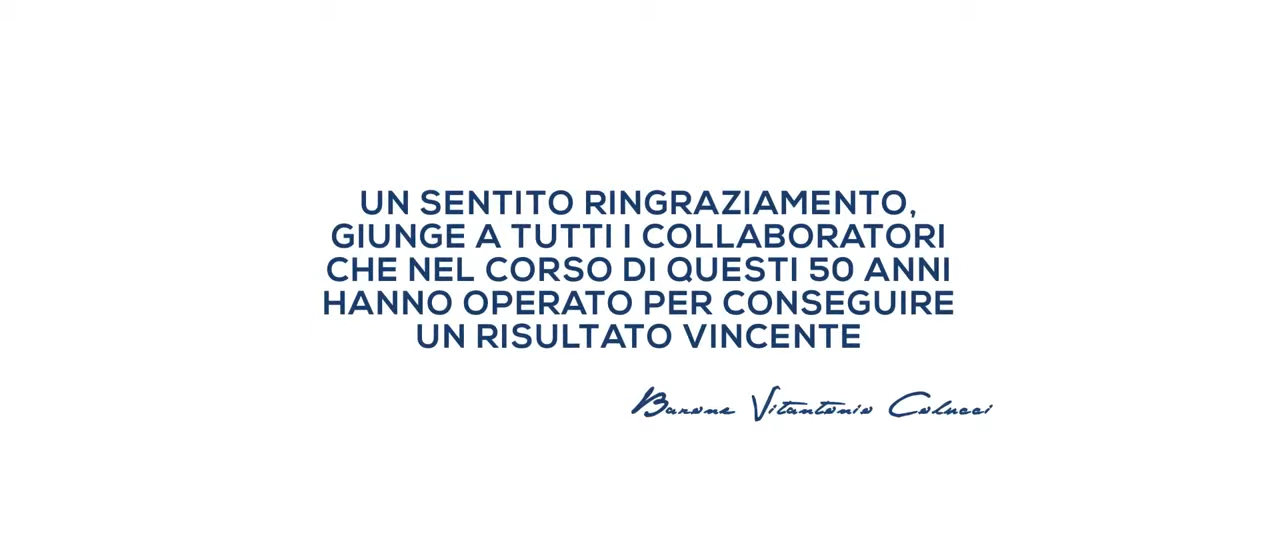 UN SENTITO RINGRAZIAMENTO,
GIUNGE A TUTTI I COLLABORATORI
CHE NEL CORSO DI QUESTI 50 ANNI
HANNO OPERATO PER CONSEGUIRE
UN RISULTATO VINCENTE
Barone Vitantonio Colucci